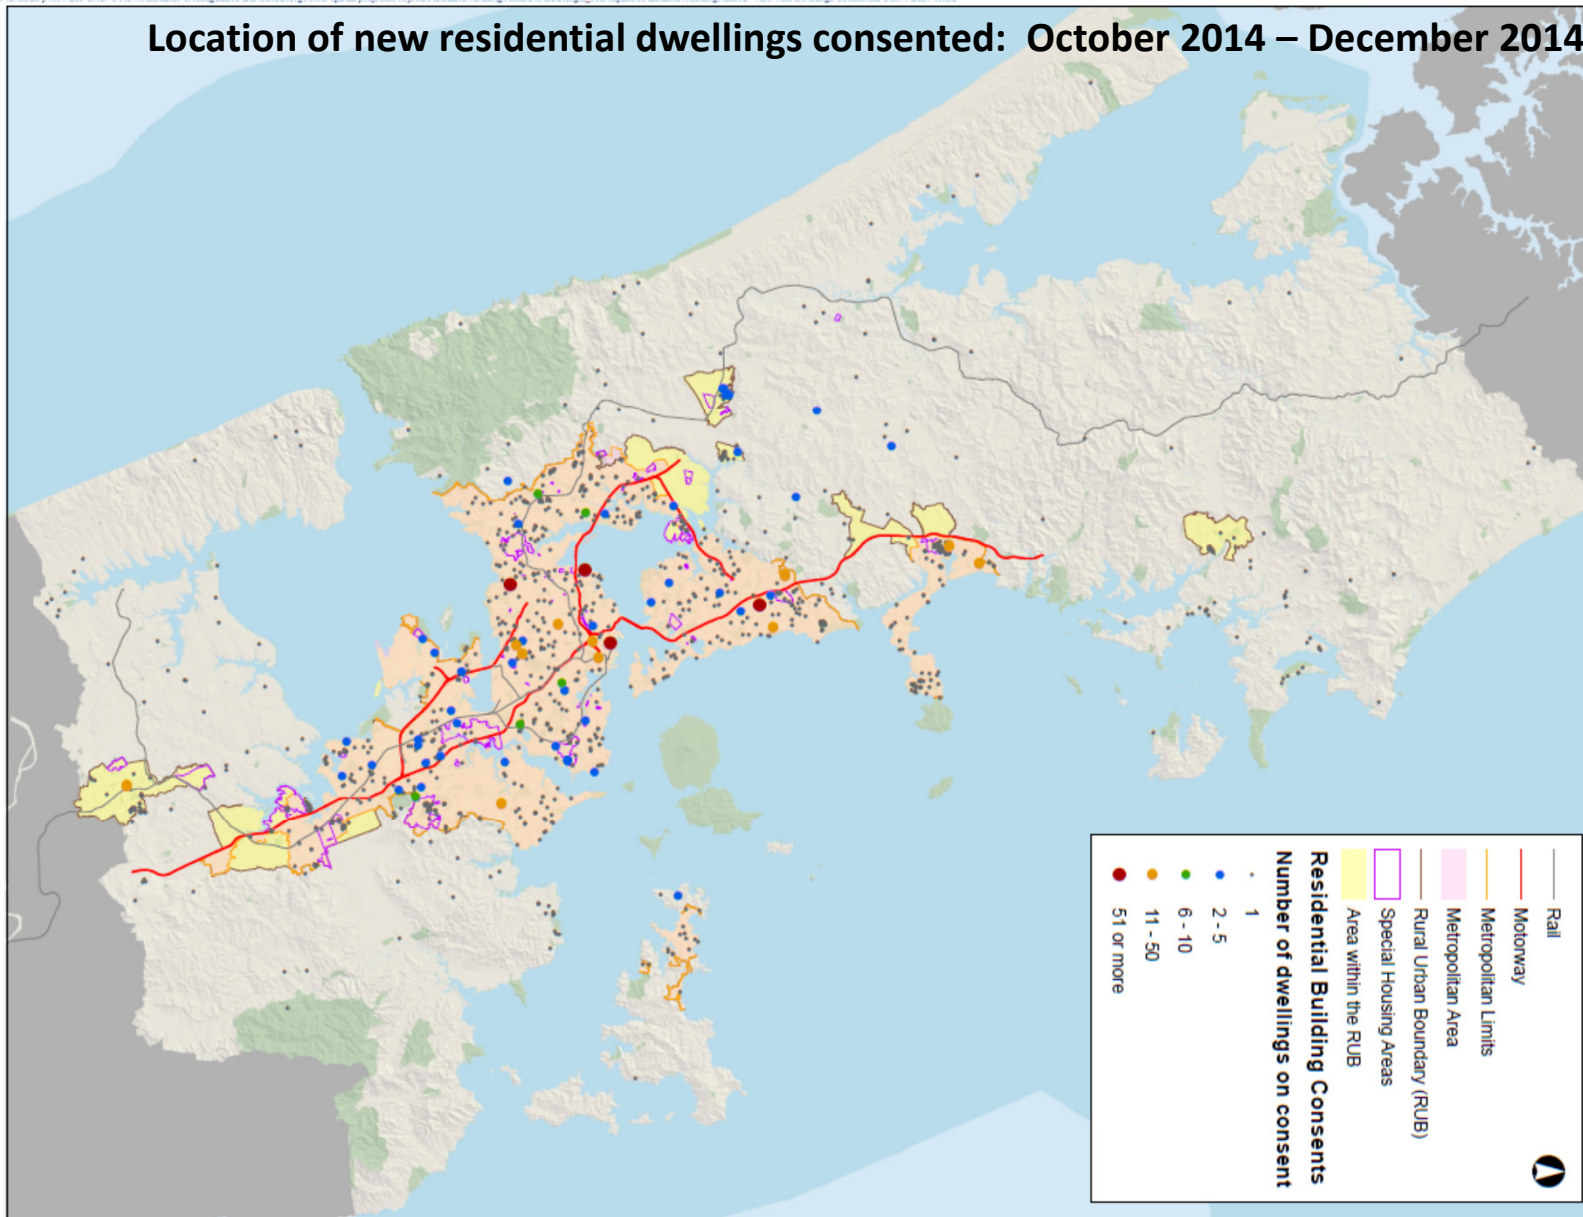 Location of new residential dwellings consented: October 2014 – December 2014
Rail
Motorway
Metropolitan Limits
Metropolitan Area
Rural Urban Boundary (RUB)
Special Housing Areas
Area within the RUB
Residential Building Consents
Number of dwellings on consent
1
2 - 5
6 - 10
11 - 50
51 or more